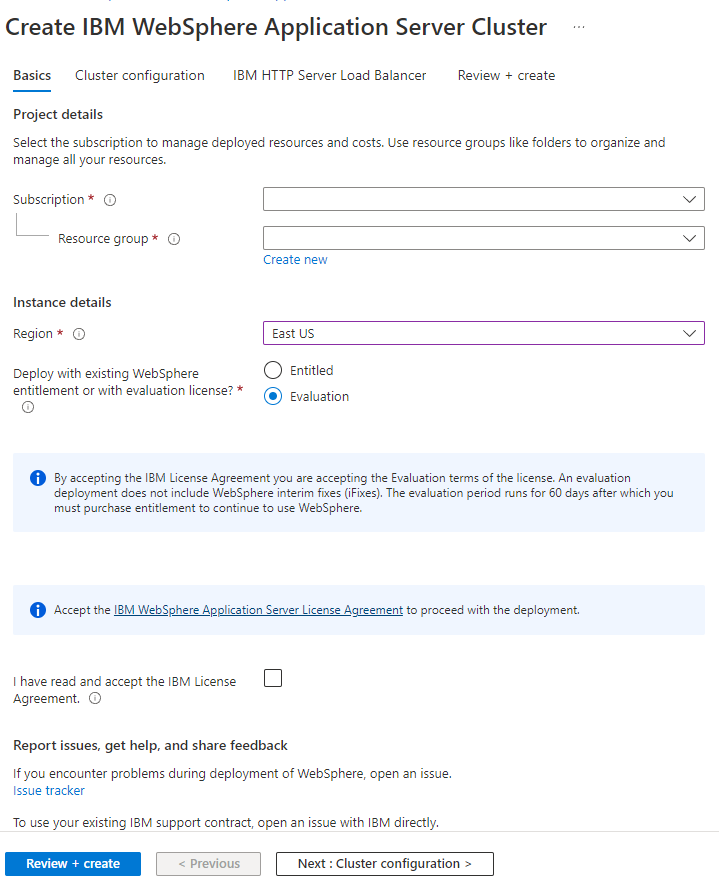 Create IBM WebSphere Application Server Cluster ...
Basics Cluster configuration IBM HTTP Server Load Balancer Review + create
Project details
Select the subscription to manage deployed resources and costs. Use resource groups like folders to organize and
manage all your resources.
Subscription *
Resource group *
Create new
Instance details
Region * East US
Deploy with existing WebSphere
entitlement or with evaluation license? *
Entitled
Evaluation
By accepting the IBM License Agreement you are accepting the Evaluation terms of the license. An evaluation
deployment does not include WebSphere interim fixes (iFixes). The evaluation period runs for 60 days after which you
must purchase entitlement to continue to use WebSphere.
Accept the IBM WebSphere Application Server License Agreement to proceed with the deployment.
I have read and accept the IBM License
Agreement.
Report issues, get help, and share feedback
If you encounter problems during deployment of WebSphere, open an issue.
Issue tracker
To use your existing IBM support contract, open an issue with IBM directly.
Review + create < Previous Next : Cluster configuration >